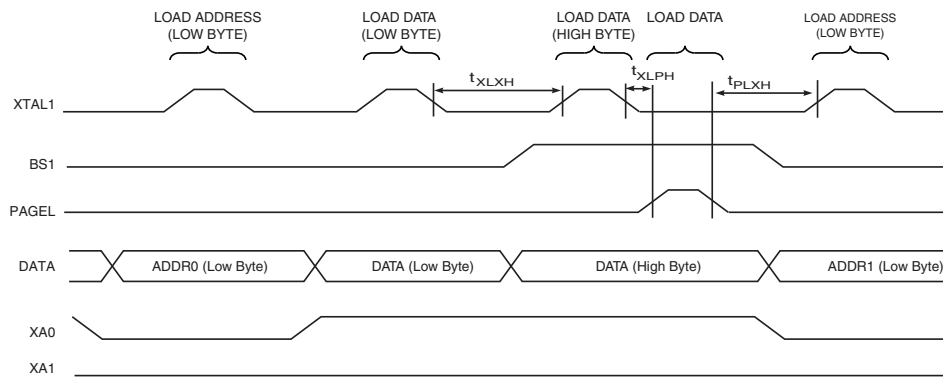 LOAD ADDRESS
(LOW BYTE)
LOAD DATA
(LOW BYTE)
LOAD DATA
(HIGH BYTE)
LOAD DATA
LOAD ADDRESS
(LOW BYTE)
XTAL1
tXLXH
tXLPH
tPLXH
BS1
PAGEL
DATA
ADDR0 (Low Byte)
DATA (Low Byte)
DATA (High Byte)
ADDR1 (Low Byte)
XA0
XA1